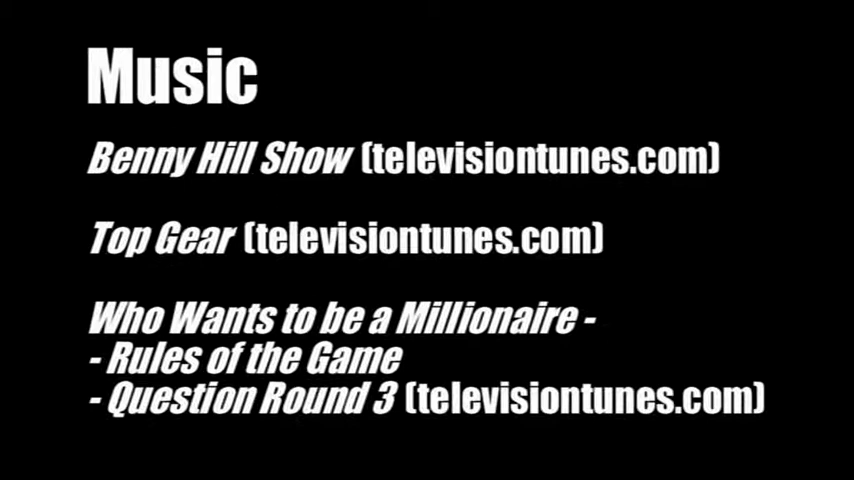 Music
Benny Hill Show (televisiontunes.com)
Top Gear (televisiontunes.com)
Who Wants to be a Millionaire -
- Rules of the Game
- Question Round 3 (televisiontunes.com)